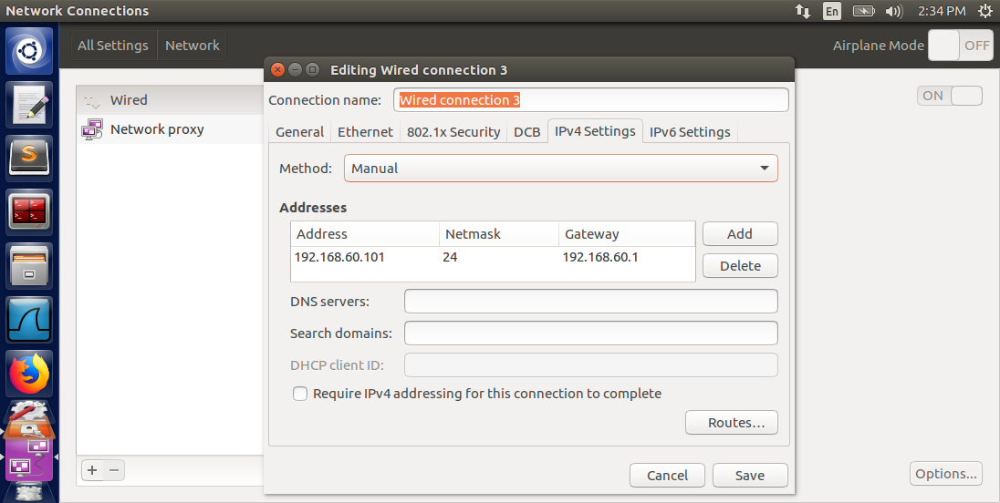 Network Connections
En
2:34 PM
All Settings
Network
Airplane Mode
OFF
Editing Wired connection 3
Connection name:
Wired connection 3
Wired
Network proxy
ON
General
Ethernet
802.1x Security
DCB
IPv4 Settings
IPv6 Settings
Method:
Manual
Addresses
Address
Netmask
Gateway
Add
192.168.60.101
24
192.168.60.1
Delete
DNS servers:
Search domains:
DHCP client ID:
Require IPv4 addressing for this connection to complete
Routes…
+
−
Cancel
Save
Options...